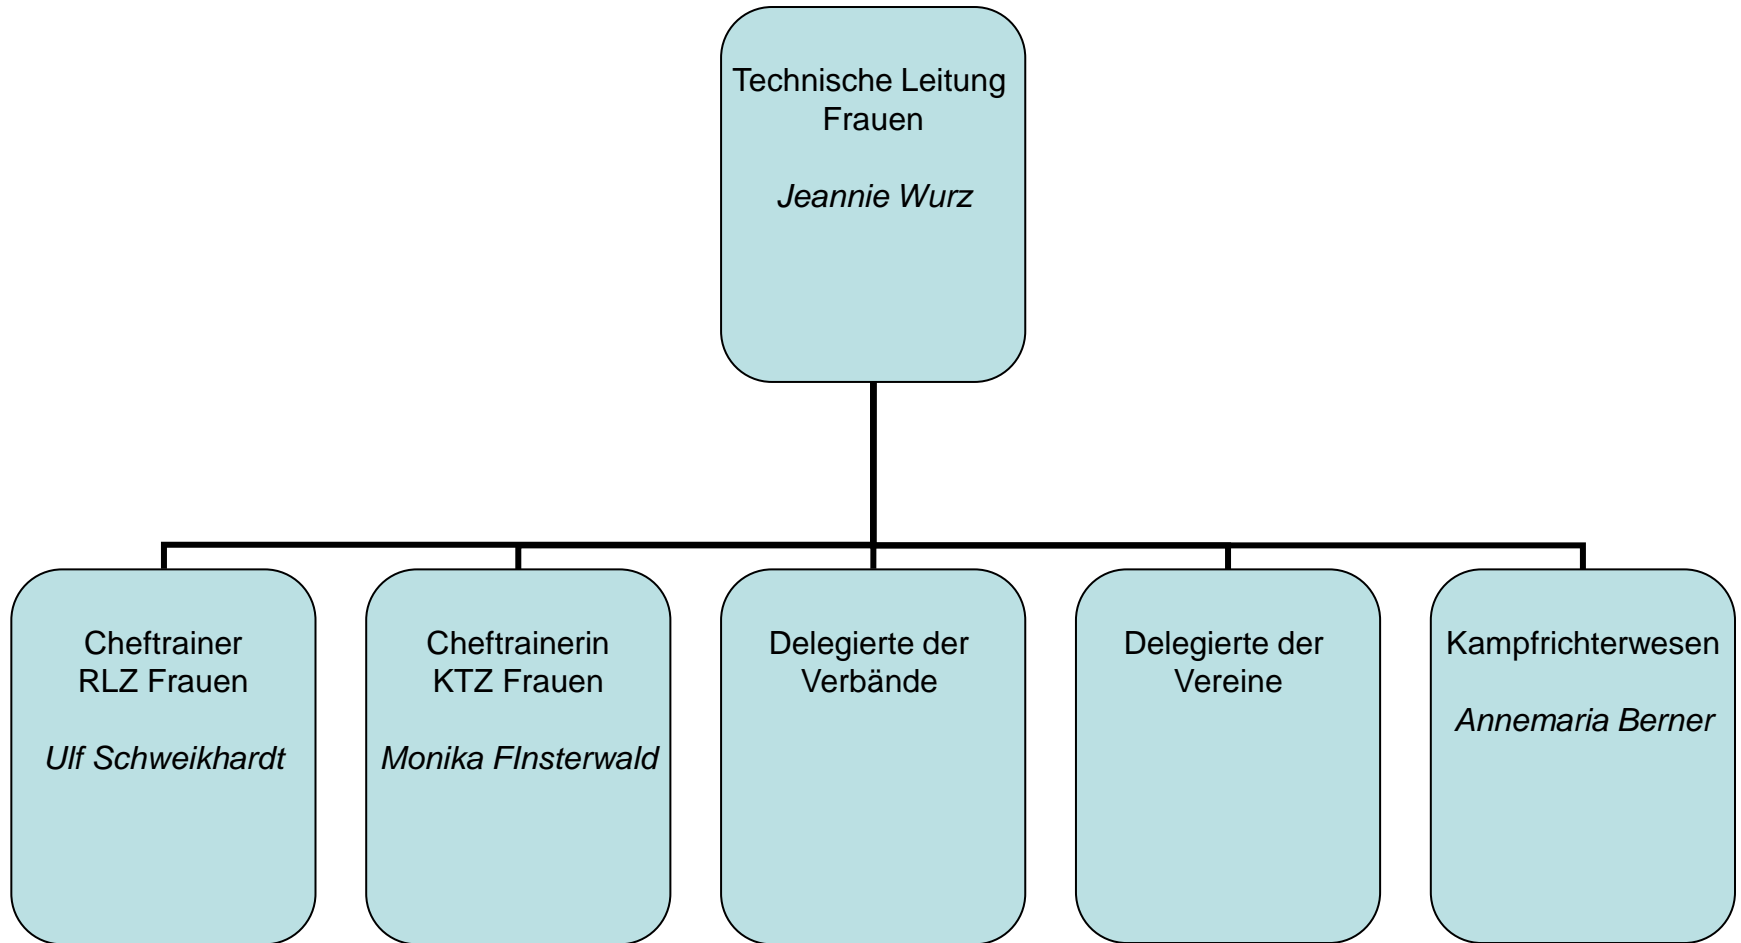 Technische Leitung
Frauen
Jeannie Wurz
Cheftrainer
RLZ Frauen
Ulf Schweikhardt
Cheftrainerin
KTZ Frauen
Monika FInsterwald
Delegierte der
Verbände
Delegierte der
Vereine
Kampfrichterwesen
Annemaria Berner